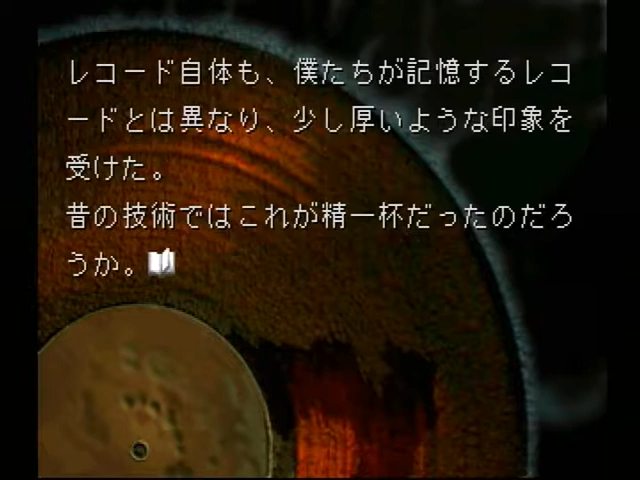 レコード自体も、僕たちが記憶するレコ
ードとは異なり、少し厚いような印象を
受けた。
昔の技術ではこれが精一杯だったのだろ
うか。